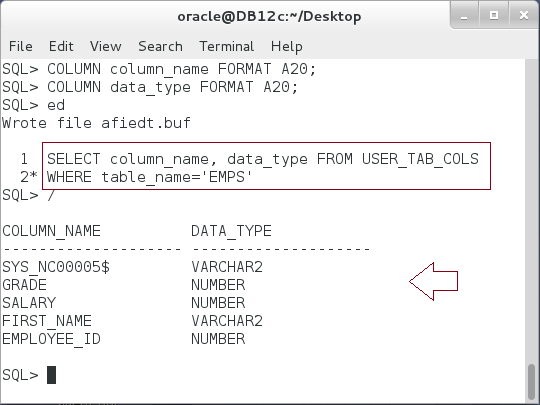 oracle@DB12c:~/Desktop
File Edit View Search Terminal Help
SQL> COLUMN column_name FORMAT A20;
SQL> COLUMN data_type FORMAT A20;
SQL> ed
Wrote file afiedt.buf
1 SELECT column_name, data_type FROM USER_TAB_COLS
2* WHERE table_name='EMPS'
SQL> /
COLUMN_NAME DATA_TYPE
-------------------- --------------------
SYS_NC00005$ VARCHAR2
GRADE NUMBER
SALARY NUMBER
FIRST_NAME VARCHAR2
EMPLOYEE_ID NUMBER
SQL>